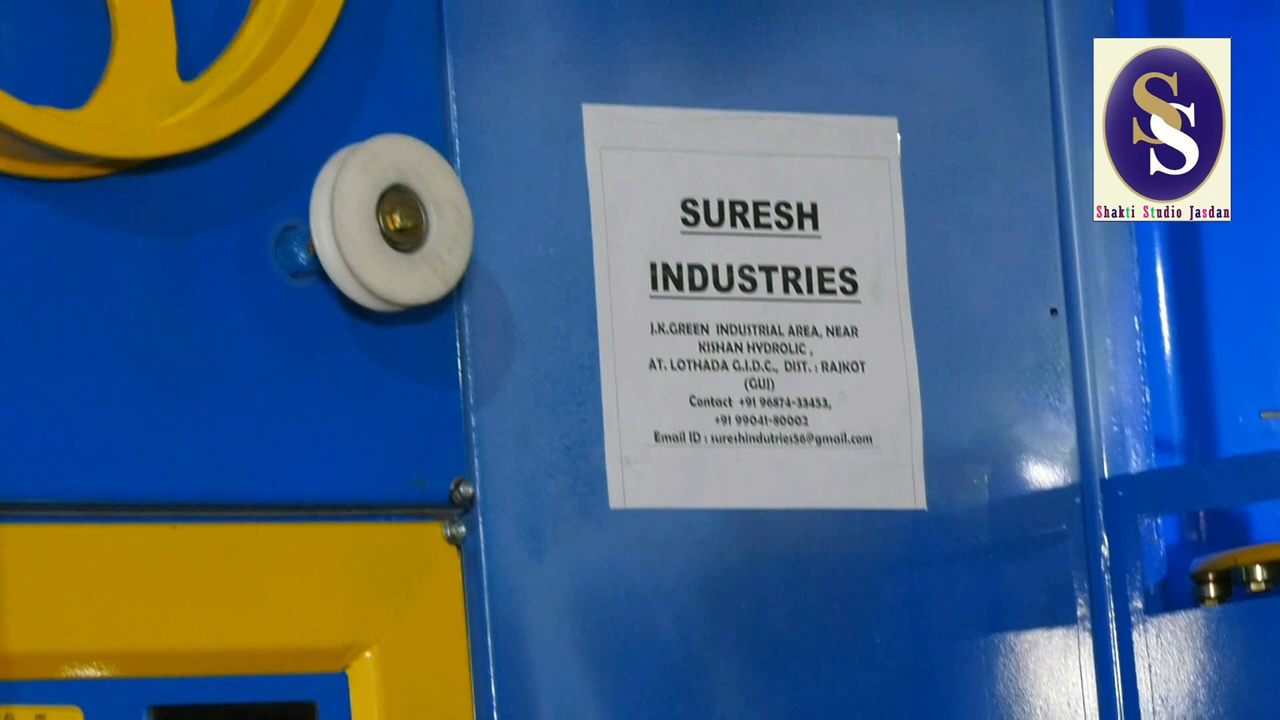 SURESH
INDUSTRIES
J.K.GREEN INDUSTRIAL AREA, NEAR
KISHAN HYDROLIC ,
AT. LOTHADA G.I.D.C., DIST. : RAJKOT
(GUJ)
Contact +91 96874-33453,
+91 99041-80002
Email ID : sureshindutries56@gmail.com
SS
Shakti Studio Jasdan